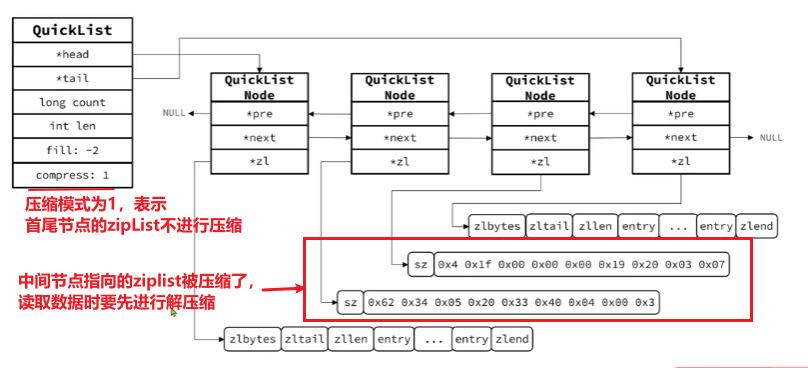 QuickList
*head
*tail
long count
int len
fill: -2
compress: 1
QuickList
Node
*pre
*next
*zl
QuickList
Node
*pre
*next
*zl
QuickList
Node
*pre
*next
*zl
QuickList
Node
*pre
*next
*zl
NULL
NULL
压缩模式为1，表示
首尾节点的zipList不进行压缩
zlbytes zltail zllen entry ... entry zlend
中间节点指向的ziplist被压缩了，
读取数据时要先进行解压缩
sz 0x4 0x1f 0x00 0x00 0x00 0x19 0x20 0x03 0x07
sz 0x62 0x34 0x05 0x20 0x33 0x40 0x04 0x00 0x3
zlbytes zltail zllen entry ... entry zlend